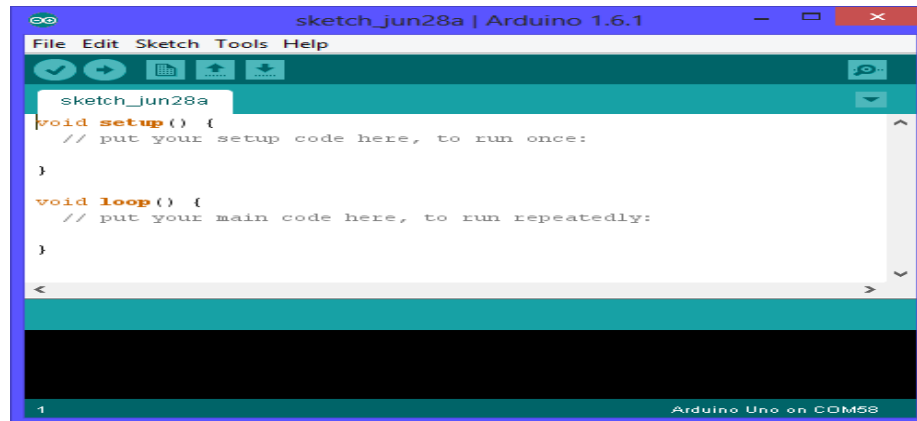 sketch_jun28a | Arduino 1.6.1
File Edit Sketch Tools Help
sketch_jun28a
void setup() {
  // put your setup code here, to run once:
}
void loop() {
  // put your main code here, to run repeatedly:
}
1
Arduino Uno on COM58